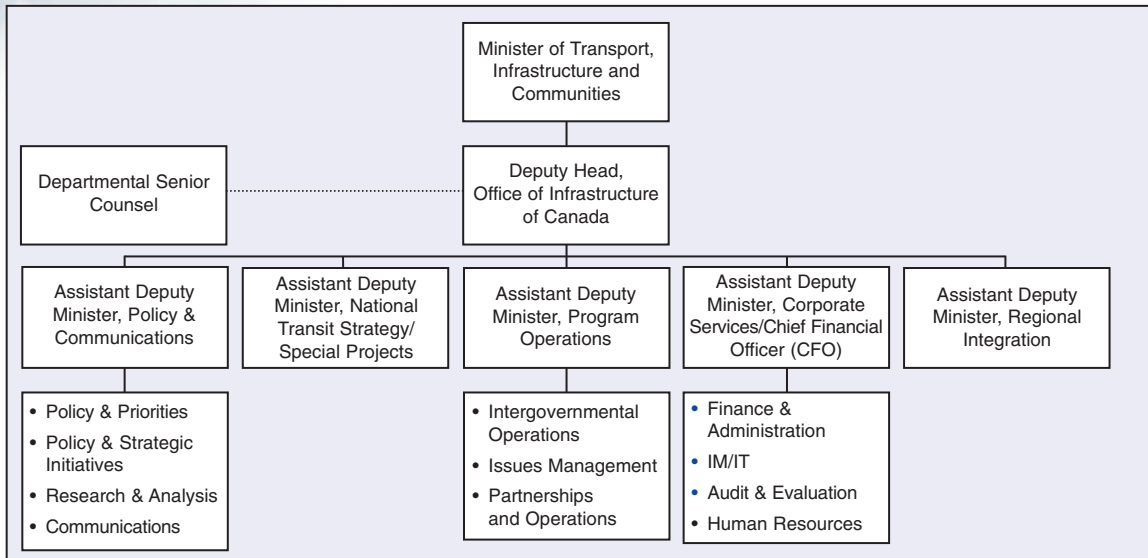 Minister of Transport,
Infrastructure and
Communities
Departmental Senior
Counsel
Deputy Head,
Office of Infrastructure
of Canada
Assistant Deputy
Minister, Policy &
Communications
Assistant Deputy
Minister, National
Transit Strategy/
Special Projects
Assistant Deputy
Minister, Program
Operations
Assistant Deputy
Minister, Corporate
Services/Chief Financial
Officer (CFO)
Assistant Deputy
Minister, Regional
Integration
• Policy & Priorities
• Policy & Strategic
Initiatives
• Research & Analysis
• Communications
• Intergovernmental
Operations
• Issues Management
• Partnerships
and Operations
• Finance &
Administration
• IM/IT
• Audit & Evaluation
• Human Resources